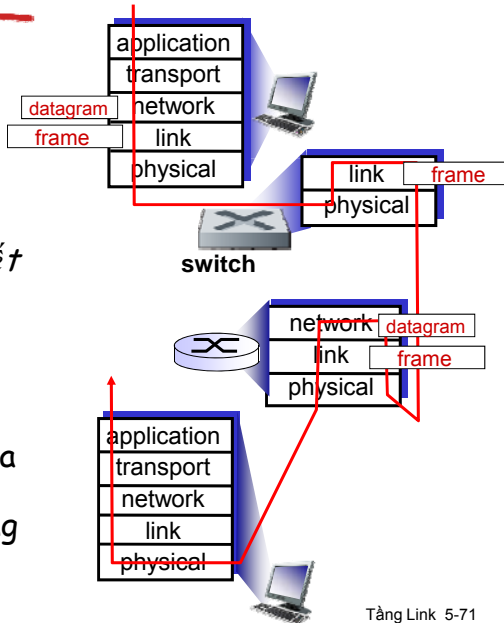 application
transport
datagram
network
frame
link
physical
link
frame
physical
switch
network
datagram
link
frame
physical
application
transport
network
link
physical
Tầng Link 5-71